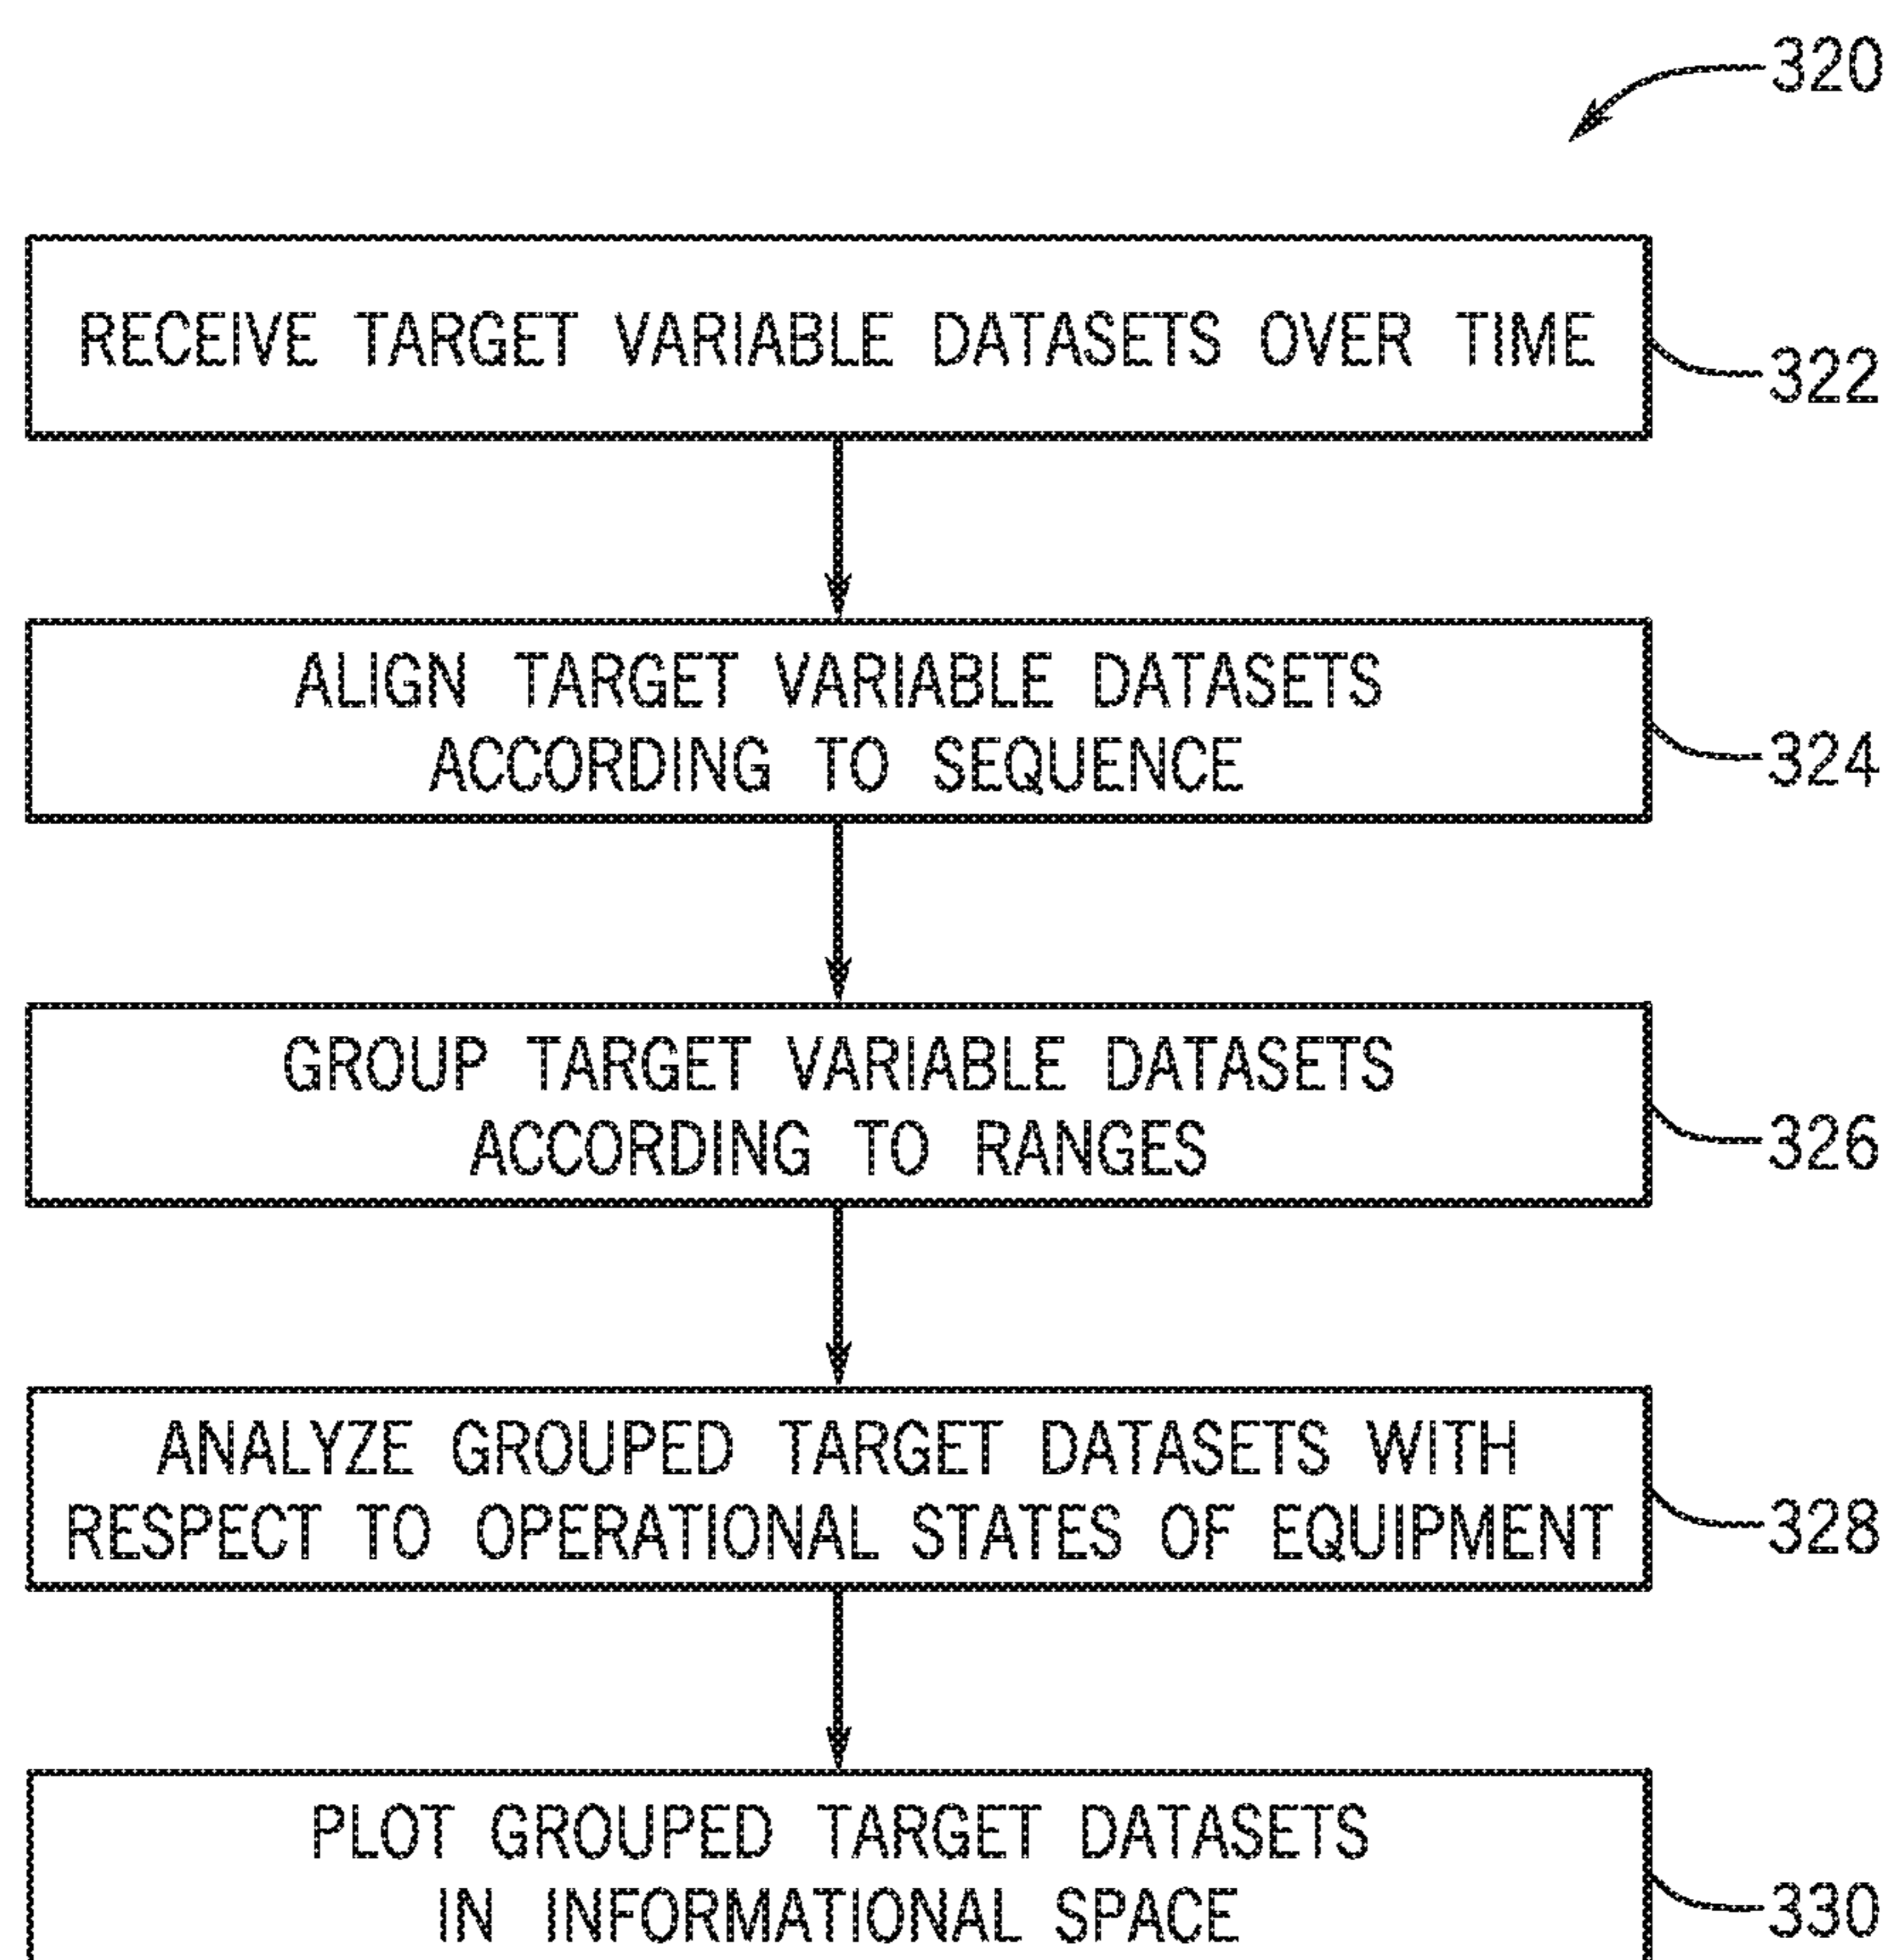 320
RECEIVE TARGET VARIABLE DATASETS OVER TIME
322
ALIGN TARGET VARIABLE DATASETS
ACCORDING TO SEQUENCE
324
GROUP TARGET VARIABLE DATASETS
ACCORDING TO RANGES
326
ANALYZE GROUPED TARGET DATASETS WITH
RESPECT TO OPERATIONAL STATES OF EQUIPMENT
328
PLOT GROUPED TARGET DATASETS
IN INFORMATIONAL SPACE
330